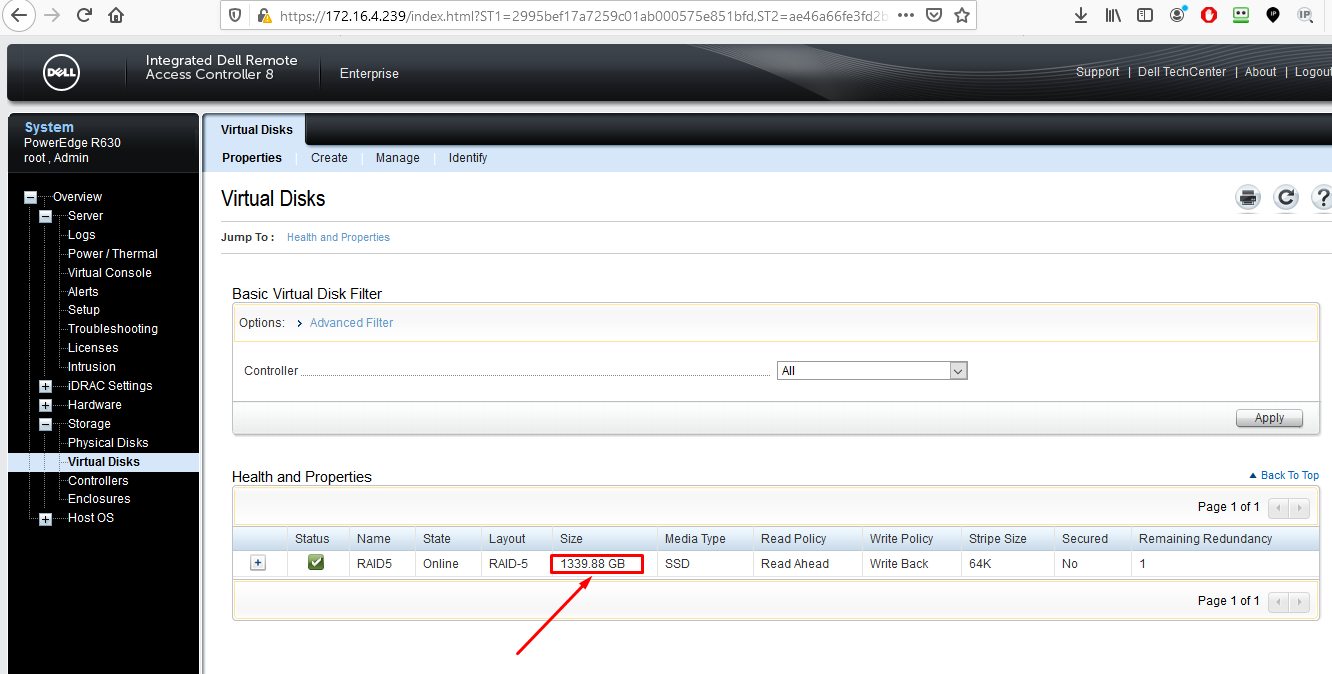 https://172.16.4.239/index.html?ST1=2995bef17a7259c01ab000575e851bfd,ST2=ae46a66fe3fd2b
DELL
Integrated Dell Remote
Access Controller 8
Enterprise
Support | Dell TechCenter | About | Logout
System
PowerEdge R630
root , Admin
Overview
Server
Logs
Power / Thermal
Virtual Console
Alerts
Setup
Troubleshooting
Licenses
Intrusion
iDRAC Settings
Hardware
Storage
Physical Disks
Virtual Disks
Controllers
Enclosures
Host OS
Virtual Disks
Properties Create Manage Identify
Virtual Disks
Jump To : Health and Properties
Basic Virtual Disk Filter
Options: Advanced Filter
Controller All
Apply
Health and Properties Back To Top
Page 1 of 1
Status Name State Layout Size Media Type Read Policy Write Policy Stripe Size Secured Remaining Redundancy
RAID5 Online RAID-5 1339.88 GB SSD Read Ahead Write Back 64K No 1
Page 1 of 1